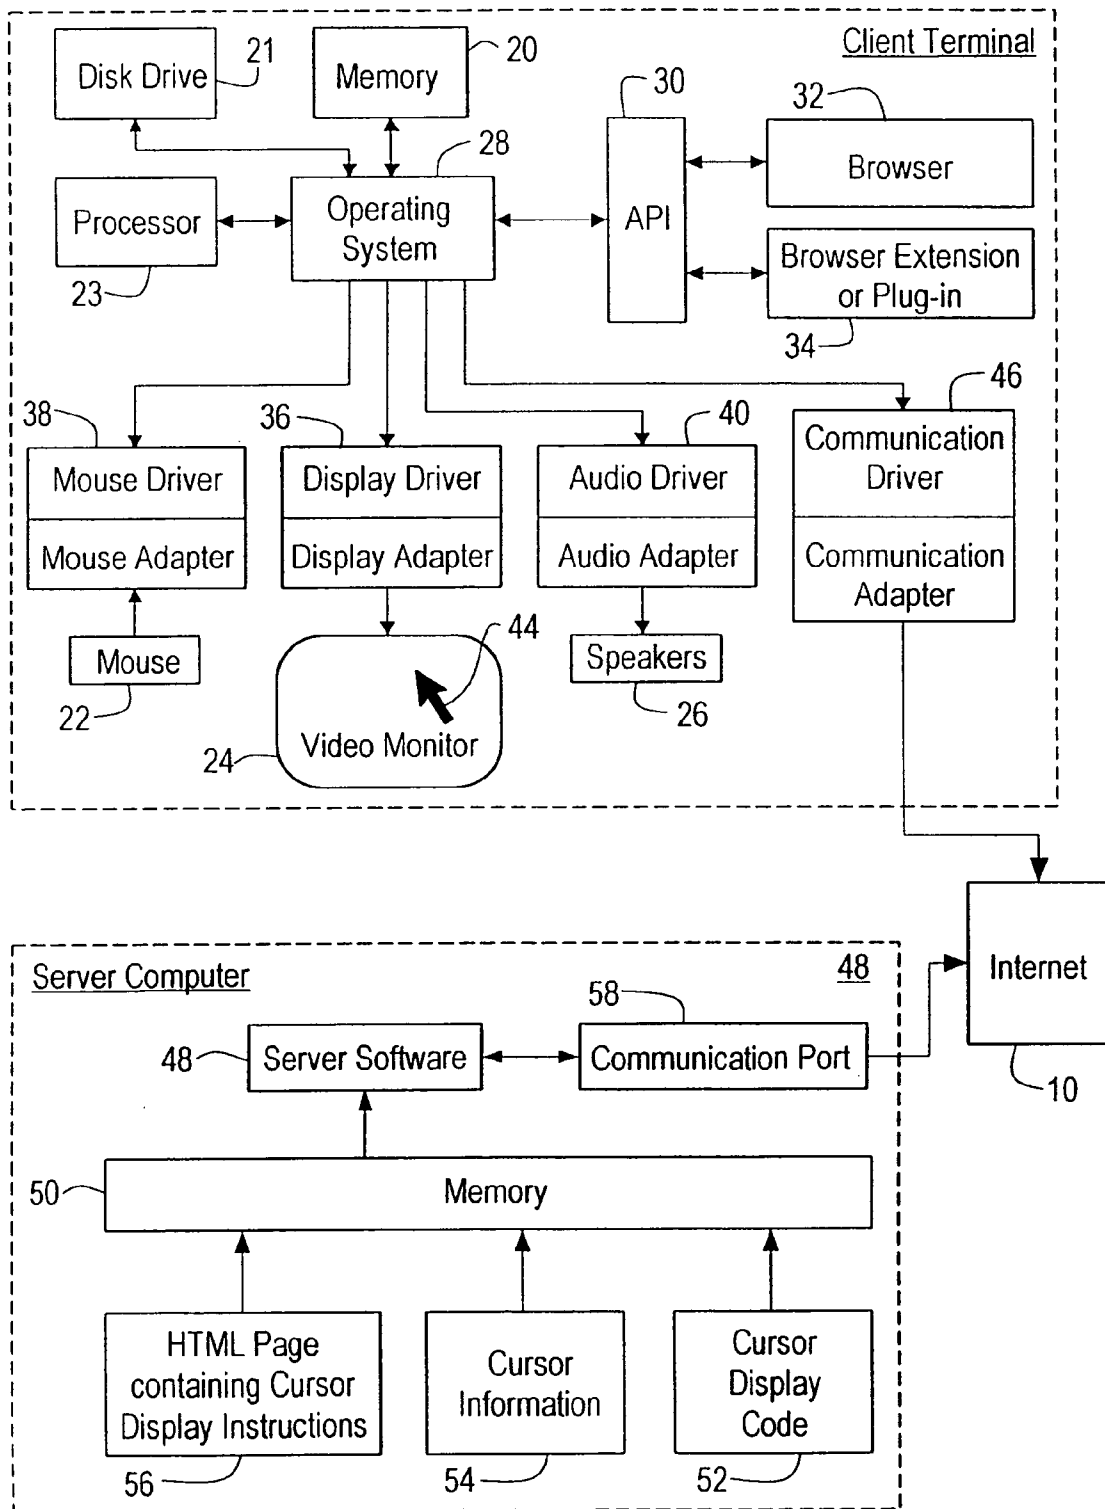 Client Terminal
21
20
Disk Drive
Memory
30
32
28
Browser
Processor
Operating
System
API
23
Browser Extension
or Plug-in
34
38
36
40
46
Mouse Driver
Display Driver
Audio Driver
Communication
Driver
Mouse Adapter
Display Adapter
Audio Adapter
Communication
Adapter
Mouse
44
Speakers
22
26
24
Video Monitor
Server Computer
48
58
Internet
48
Server Software
Communication Port
10
50
Memory
HTML Page
containing Cursor
Display Instructions
Cursor
Information
Cursor
Display
Code
56
54
52